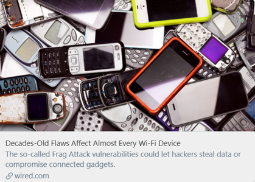 Decades-Old Flaws Affect Almost Every Wi-Fi Device
The so-called Frag Attack vulnerabilities could let hackers steal data or
compromise connected gadgets.
wired.com